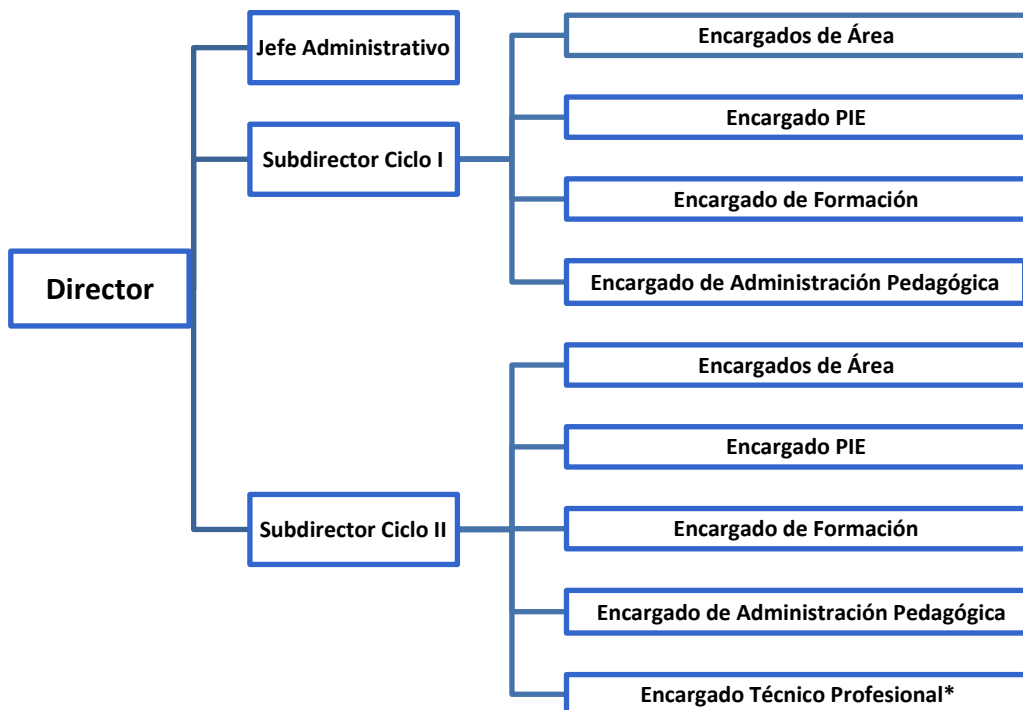 Director
Jefe Administrativo
Subdirector Ciclo I
Encargados de Área
Encargado PIE
Encargado de Formación
Encargado de Administración Pedagógica
Subdirector Ciclo II
Encargados de Área
Encargado PIE
Encargado de Formación
Encargado de Administración Pedagógica
Encargado Técnico Profesional*